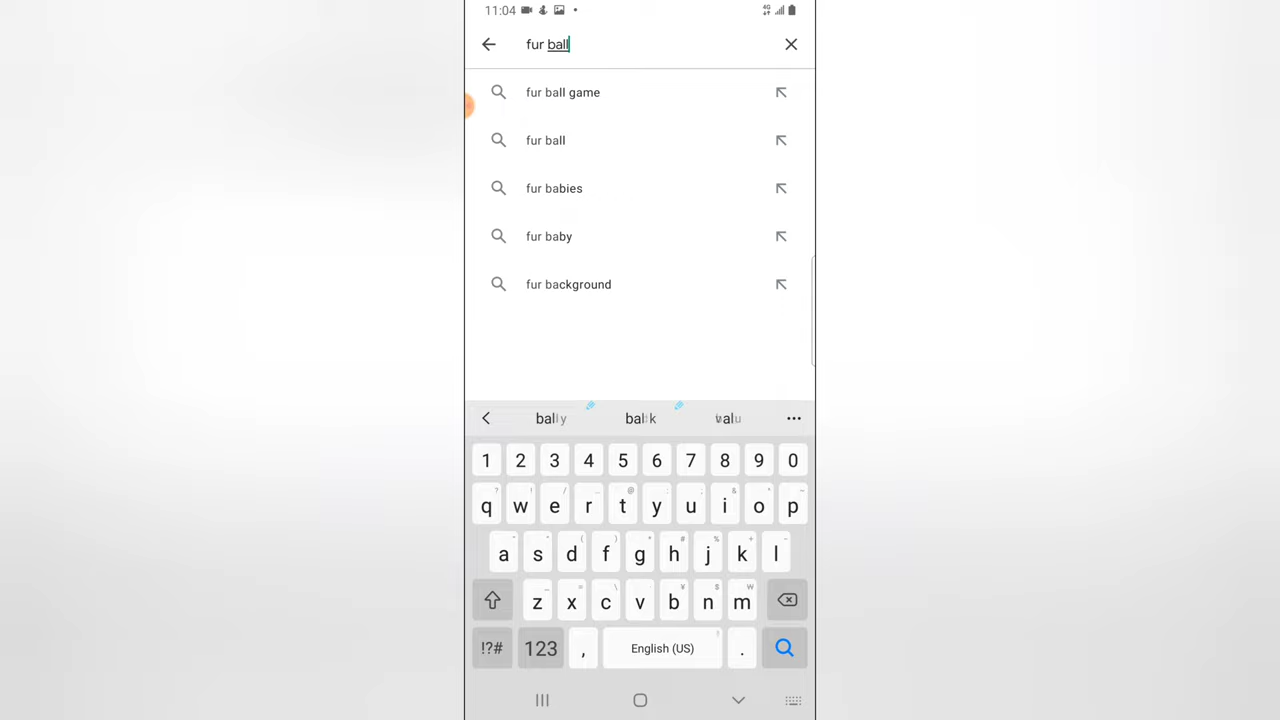 11:04 4G
fur ball
fur ball game
fur ball
fur babies
fur baby
fur background
1 2 3 4 5 6 7 8 9 0
q w e r t y u i o p
a s d f g h j k l
z x c v b n m
!?# 123 , English (US) .